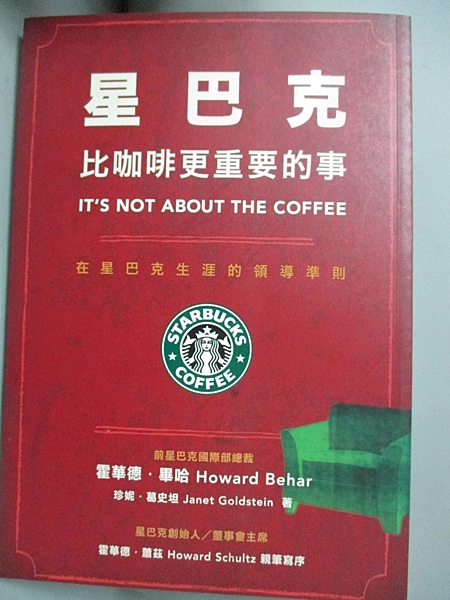 星巴克
比咖啡更重要的事
IT'S NOT ABOUT THE COFFEE
在星巴克生涯的領導準則
STARBUCKS
COFFEE
前星巴克國際部總裁
霍華德·畢哈 Howard Behar
珍妮·葛史坦 Janet Goldstein 著
星巴克創始人／董事會主席
霍華德·蕭茲 Howard Schultz 親筆寫序